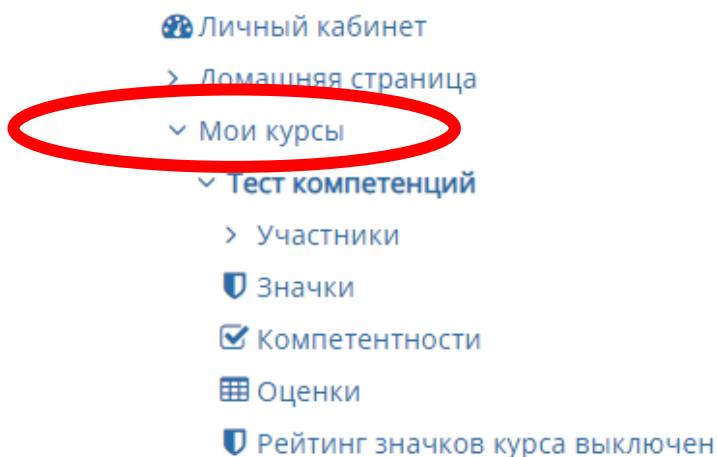 Личный кабинет
Домашняя страница
Мои курсы
Тест компетенций
Участники
Значки
Компетентности
Оценки
Рейтинг значков курса выключен